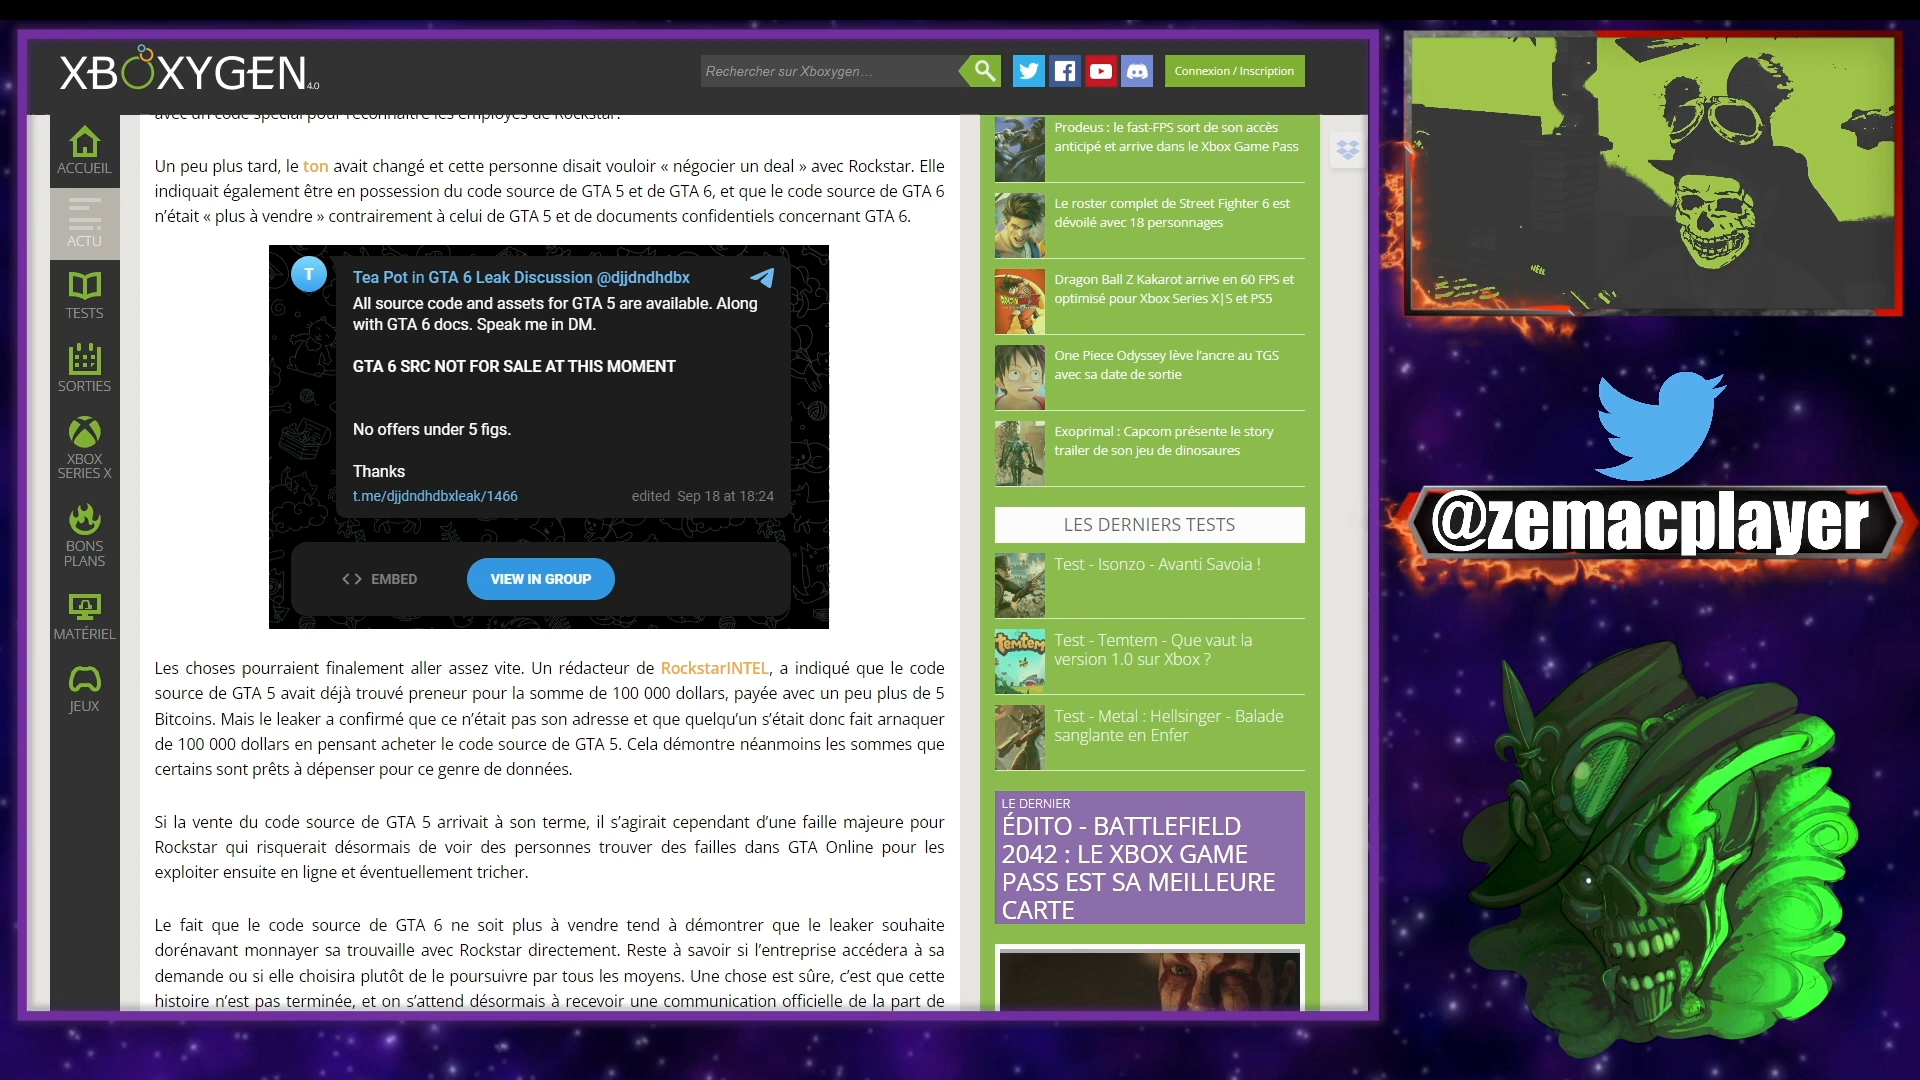 XBOXYGEN 4.0
Rechercher sur Xboxygen…
Connexion / Inscription
ACCUEIL
ACTU
TESTS
SORTIES
XBOX
SERIES X
BONS
PLANS
MATÉRIEL
JEUX
avec un code spécial pour reconnaître les employés de Rockstar.
Un peu plus tard, le ton avait changé et cette personne disait vouloir « négocier un deal » avec Rockstar. Elle
indiquait également être en possession du code source de GTA 5 et de GTA 6, et que le code source de GTA 6
n’était « plus à vendre » contrairement à celui de GTA 5 et de documents confidentiels concernant GTA 6.
T
Tea Pot in GTA 6 Leak Discussion @djjdndhdbx
All source code and assets for GTA 5 are available. Along
with GTA 6 docs. Speak me in DM.
GTA 6 SRC NOT FOR SALE AT THIS MOMENT
No offers under 5 figs.
Thanks
t.me/djjdndhdbxleak/1466
edited Sep 18 at 18:24
EMBED
VIEW IN GROUP
Les choses pourraient finalement aller assez vite. Un rédacteur de RockstarINTEL, a indiqué que le code
source de GTA 5 avait déjà trouvé preneur pour la somme de 100 000 dollars, payée avec un peu plus de 5
Bitcoins. Mais le leaker a confirmé que ce n’était pas son adresse et que quelqu’un s’était donc fait arnaquer
de 100 000 dollars en pensant acheter le code source de GTA 5. Cela démontre néanmoins les sommes que
certains sont prêts à dépenser pour ce genre de données.
Si la vente du code source de GTA 5 arrivait à son terme, il s’agirait cependant d’une faille majeure pour
Rockstar qui risquerait désormais de voir des personnes trouver des failles dans GTA Online pour les
exploiter ensuite en ligne et éventuellement tricher.
Le fait que le code source de GTA 6 ne soit plus à vendre tend à démontrer que le leaker souhaite
dorénavant monnayer sa trouvaille avec Rockstar directement. Reste à savoir si l’entreprise accédera à sa
demande ou si elle choisira plutôt de le poursuivre par tous les moyens. Une chose est sûre, c’est que cette
histoire n’est pas terminée, et on s’attend désormais à recevoir une communication officielle de la part de
Prodeus : le fast-FPS sort de son accès
anticipé et arrive dans le Xbox Game Pass
Le roster complet de Street Fighter 6 est
dévoilé avec 18 personnages
Dragon Ball Z Kakarot arrive en 60 FPS et
optimisé pour Xbox Series X|S et PS5
One Piece Odyssey lève l’ancre au TGS
avec sa date de sortie
Exoprimal : Capcom présente le story
trailer de son jeu de dinosaures
LES DERNIERS TESTS
Test - Isonzo - Avanti Savoia !
temtem
Test - Temtem - Que vaut la
version 1.0 sur Xbox ?
Test - Metal : Hellsinger - Balade
sanglante en Enfer
LE DERNIER
ÉDITO - BATTLEFIELD
2042 : LE XBOX GAME
PASS EST SA MEILLEURE
CARTE
@zemacplayer